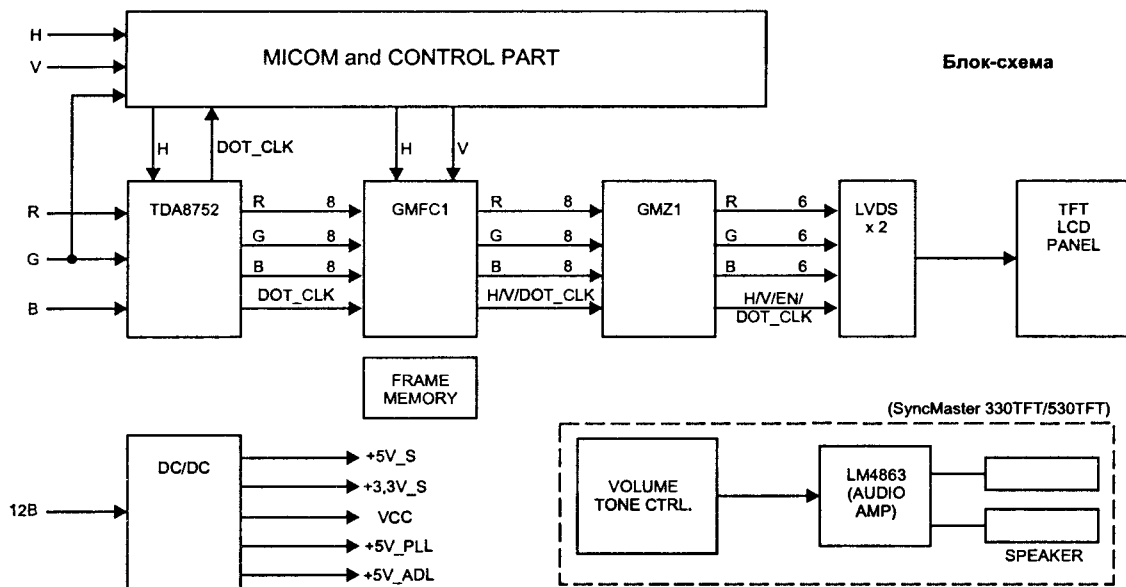 H
V
MICOM and CONTROL PART
Блок-схема
H
DOT_CLK
H
V
R
G
B
TDA8752
R 8
G 8
B 8
DOT_CLK
GMFC1
R 8
G 8
B 8
H/V/DOT_CLK
GMZ1
R 6
G 6
B 6
H/V/EN/
DOT_CLK
LVDS
x 2
TFT
LCD
PANEL
FRAME
MEMORY
(SyncMaster 330TFT/530TFT)
12В
DC/DC
+5V_S
+3,3V_S
VCC
+5V_PLL
+5V_ADL
VOLUME
TONE CTRL.
LM4863
(AUDIO
AMP)
SPEAKER